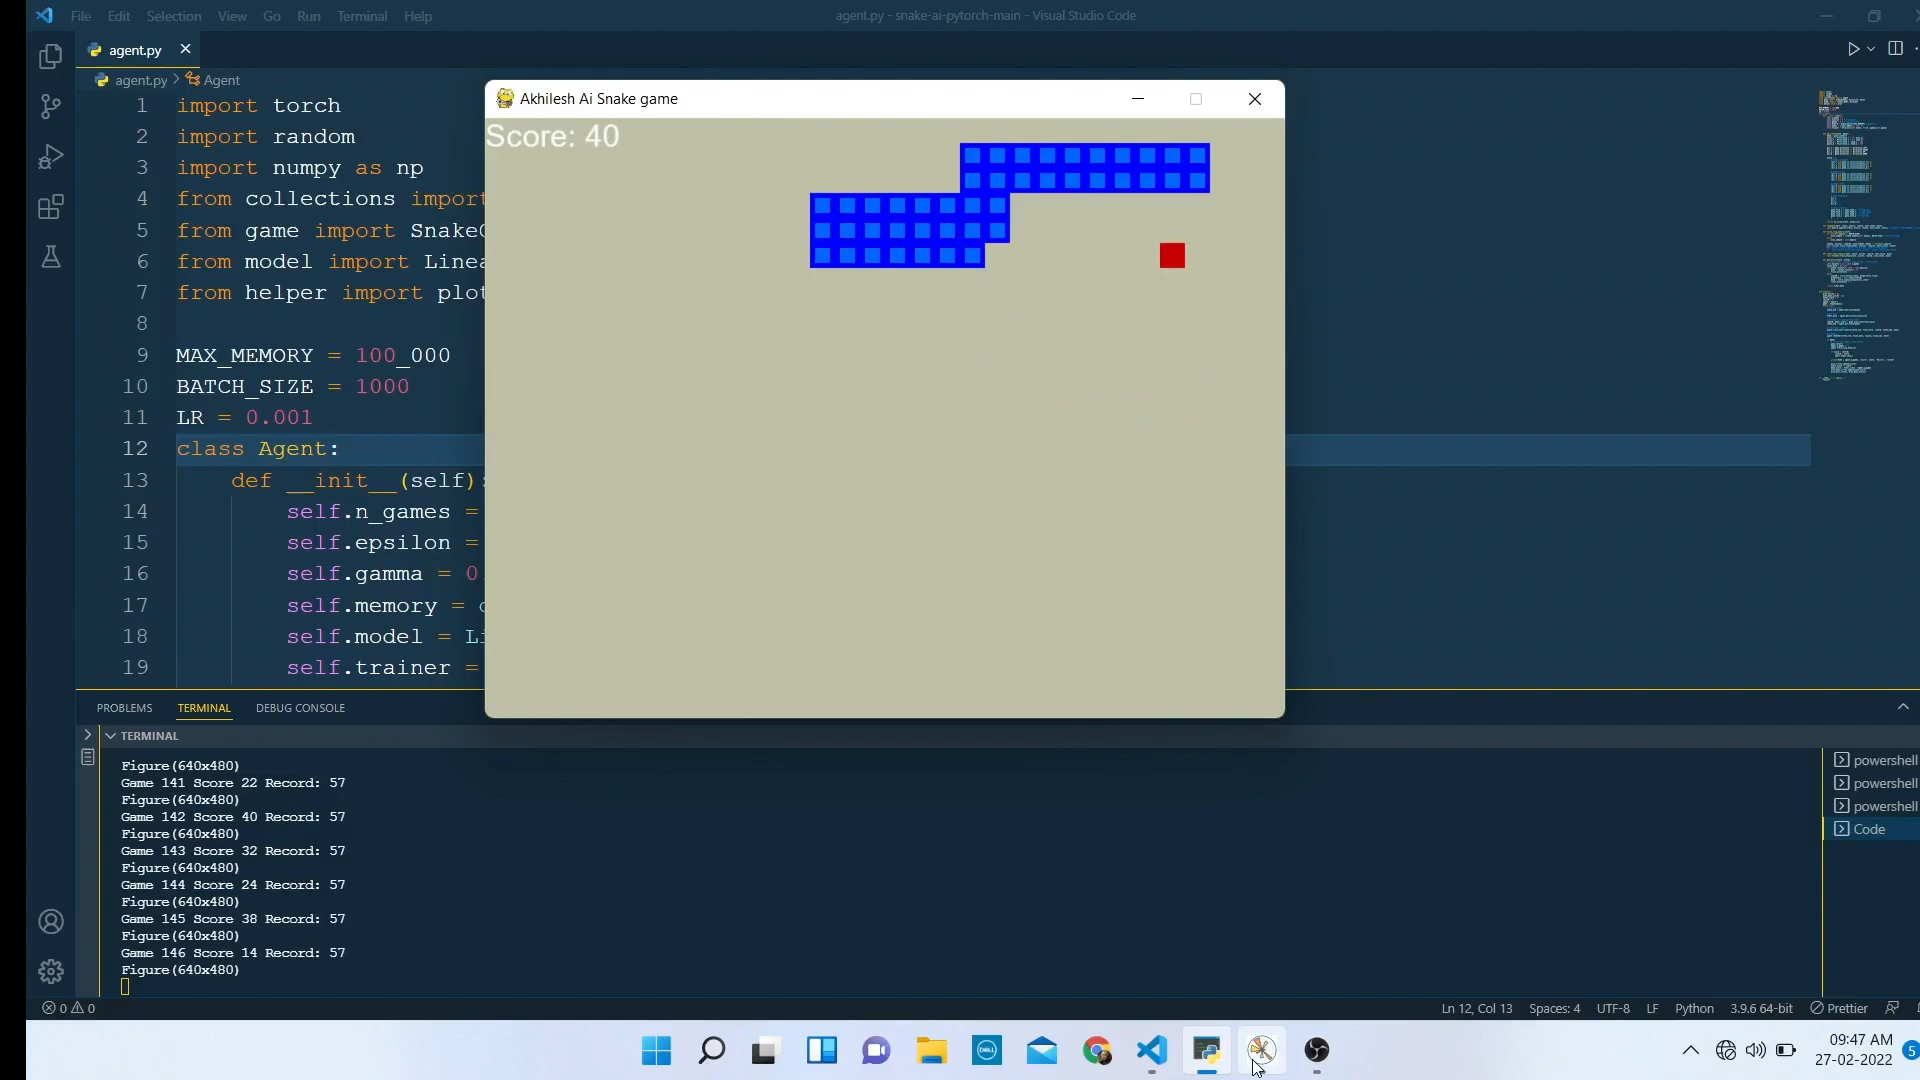 File Edit Selection View Go Run Terminal Help
agent.py - snake-ai-pytorch-main - Visual Studio Code
agent.py
agent.py > Agent
1 import torch
2 import random
3 import numpy as np
4 from collections import
5 from game import SnakeG
6 from model import Linea
7 from helper import plot
8
9 MAX_MEMORY = 100_000
10 BATCH_SIZE = 1000
11 LR = 0.001
12 class Agent:
13 def __init__(self):
14 self.n_games =
15 self.epsilon =
16 self.gamma = 0
17 self.memory = d
18 self.model = Li
19 self.trainer =
Akhilesh Ai Snake game
Score: 40
PROBLEMS TERMINAL DEBUG CONSOLE
TERMINAL
Figure(640x480)
Game 141 Score 22 Record: 57
Figure(640x480)
Game 142 Score 40 Record: 57
Figure(640x480)
Game 143 Score 32 Record: 57
Figure(640x480)
Game 144 Score 24 Record: 57
Figure(640x480)
Game 145 Score 38 Record: 57
Figure(640x480)
Game 146 Score 14 Record: 57
Figure(640x480)
powershell
powershell
powershell
Code
0 0
Ln 12, Col 13 Spaces: 4 UTF-8 LF Python 3.9.6 64-bit Prettier
DELL
09:47 AM
27-02-2022
5